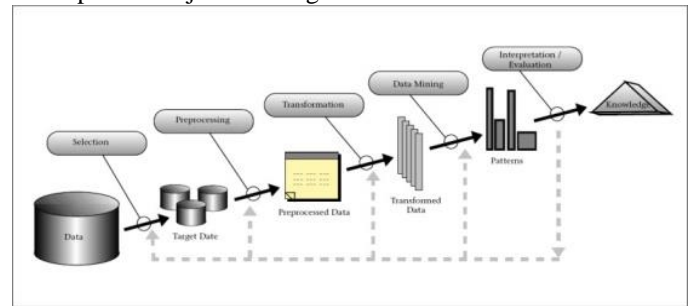 Interpretation /
Evaluation
Data Mining
Transformation
Preprocessing
Selection
Knowledge
Patterns
Transformed
Data
Preprocessed Data
Target Date
Data